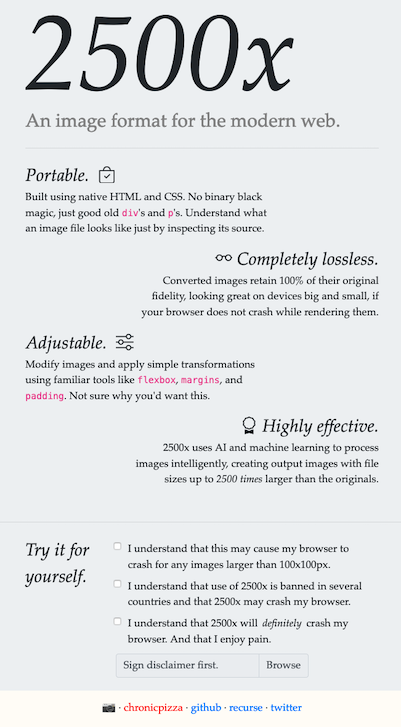 2500x
An image format for the modern web.
Portable.
Built using native HTML and CSS. No binary black
magic, just good old div's and p's. Understand what
an image file looks like just by inspecting its source.
Completely lossless.
Converted images retain 100% of their original
fidelity, looking great on devices big and small, if
your browser does not crash while rendering them.
Adjustable.
Modify images and apply simple transformations
using familiar tools like flexbox, margins, and
padding. Not sure why you'd want this.
Highly effective.
2500x uses AI and machine learning to process
images intelligently, creating output images with file
sizes up to 2500 times larger than the originals.
Try it for
yourself.
I understand that this may cause my browser to
crash for any images larger than 100x100px.
I understand that use of 2500x is banned in several
countries and that 2500x may crash my browser.
I understand that 2500x will definitely crash my
browser. And that I enjoy pain.
Sign disclaimer first. Browse
· chronicpizza · github · recurse · twitter